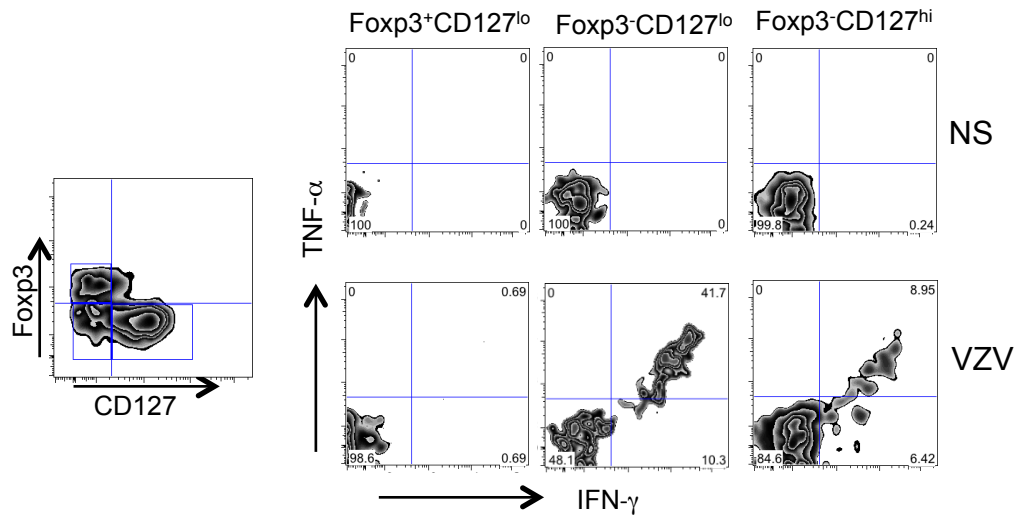 Foxp3⁺CD127ˡᵒ Foxp3⁻CD127ˡᵒ Foxp3⁻CD127ʰⁱ
0 0 0 0 0 0
NS
100 0 100 0 99.8 0.24
TNF-α
Foxp3
CD127
0 0.69 0 41.7 0 8.95
VZV
98.6 0.69 48.1 10.3 84.6 6.42
IFN-γ